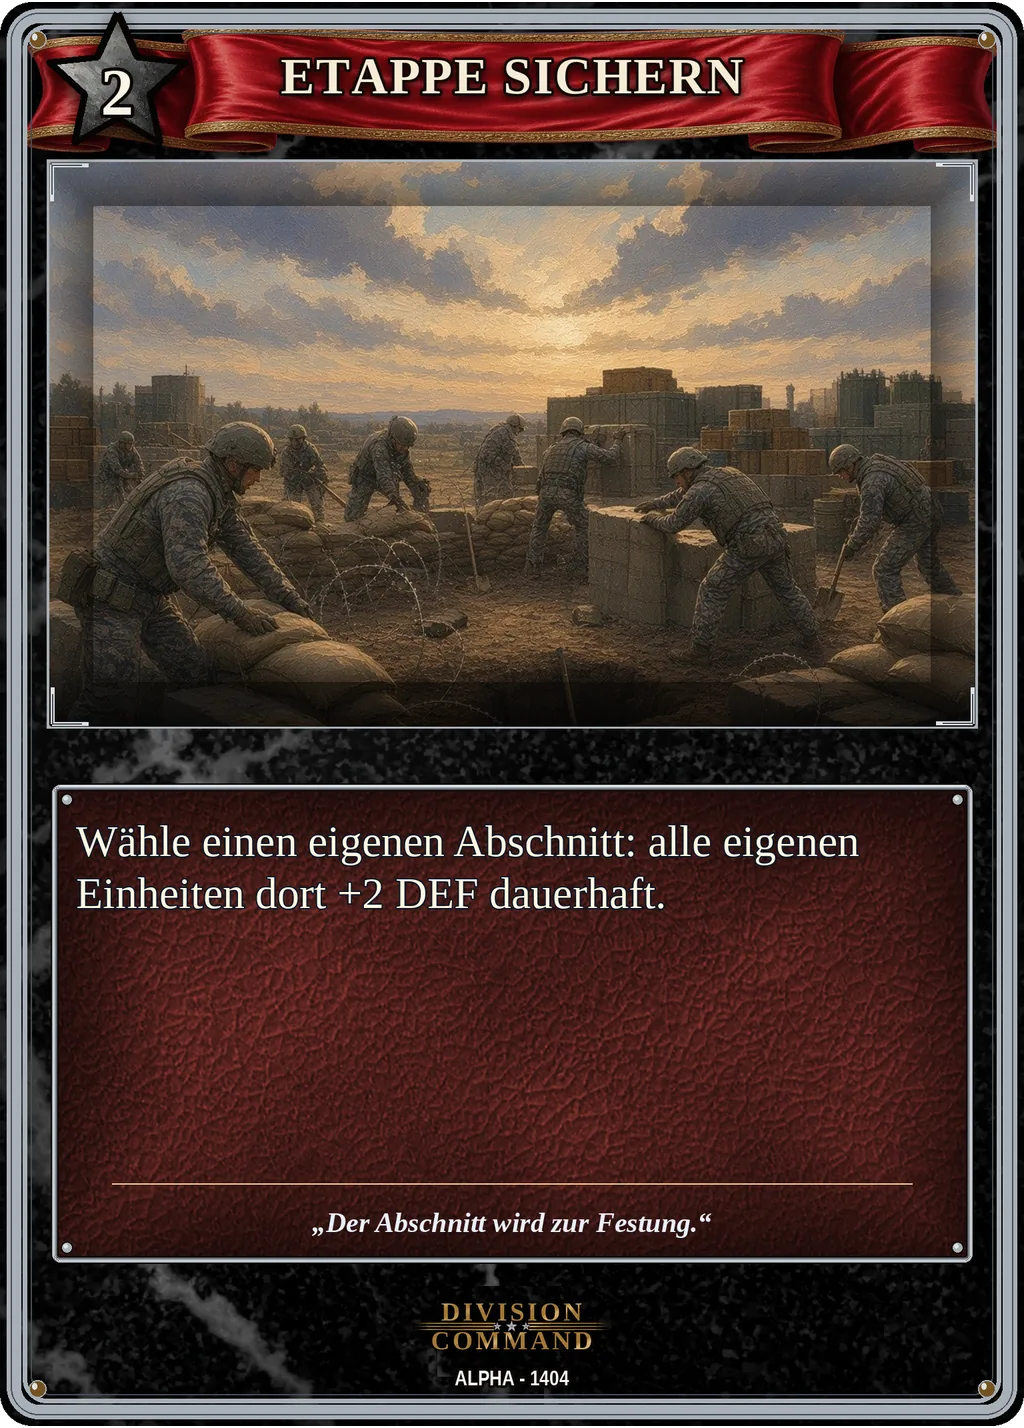 2
ETAPPE SICHERN
Wähle einen eigenen Abschnitt: alle eigenen
Einheiten dort +2 DEF dauerhaft.
„Der Abschnitt wird zur Festung.“
DIVISION
COMMAND
ALPHA - 1404